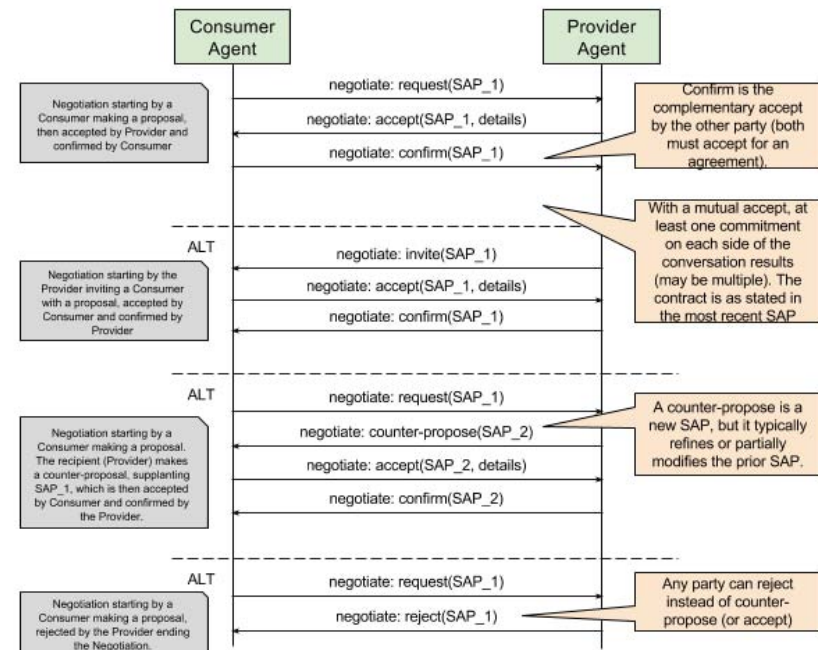 Consumer
Agent
Provider
Agent
negotiate: request(SAP_1)
negotiate: accept(SAP_1, details)
negotiate: confirm(SAP_1)
Negotiation starting by a
Consumer making a proposal,
then accepted by Provider and
confirmed by Consumer
Confirm is the
complementary accept
by the other party (both
must accept for an
agreement).
With a mutual accept, at
least one commitment
on each side of the
conversation results
(may be multiple). The
contract is as stated in
the most recent SAP
ALT
negotiate: invite(SAP_1)
negotiate: accept(SAP_1, details)
negotiate: confirm(SAP_1)
Negotiation starting by the
Provider inviting a Consumer
with a proposal, accepted by
Consumer and confirmed by
Provider
ALT
negotiate: request(SAP_1)
negotiate: counter-propose(SAP_2)
negotiate: accept(SAP_2, details)
negotiate: confirm(SAP_2)
Negotiation starting by a
Consumer making a proposal.
The recipient (Provider) makes
a counter-proposal, supplanting
SAP_1, which is then accepted
by Consumer and confirmed by
the Provider.
A counter-propose is a
new SAP, but it typically
refines or partially
modifies the prior SAP.
ALT
negotiate: request(SAP_1)
negotiate: reject(SAP_1)
Negotiation starting by a
Consumer making a proposal,
rejected by the Provider ending
the Negotiation.
Any party can reject
instead of counter-
propose (or accept)